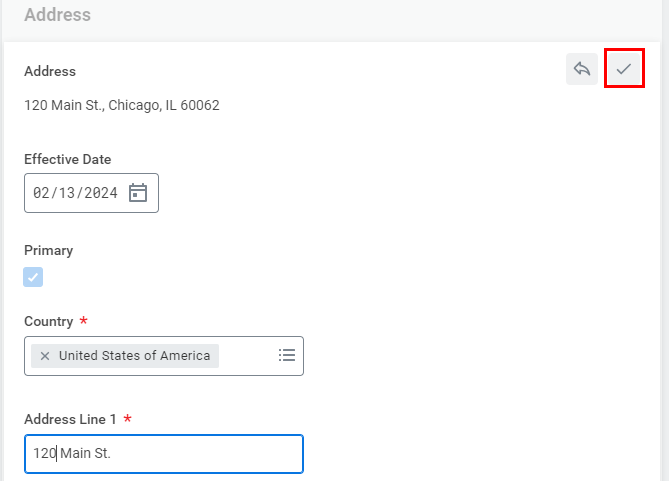 Address
Address
120 Main St., Chicago, IL 60062
Effective Date
02/13/2024
Primary
Country *
× United States of America
Address Line 1 *
120 Main St.